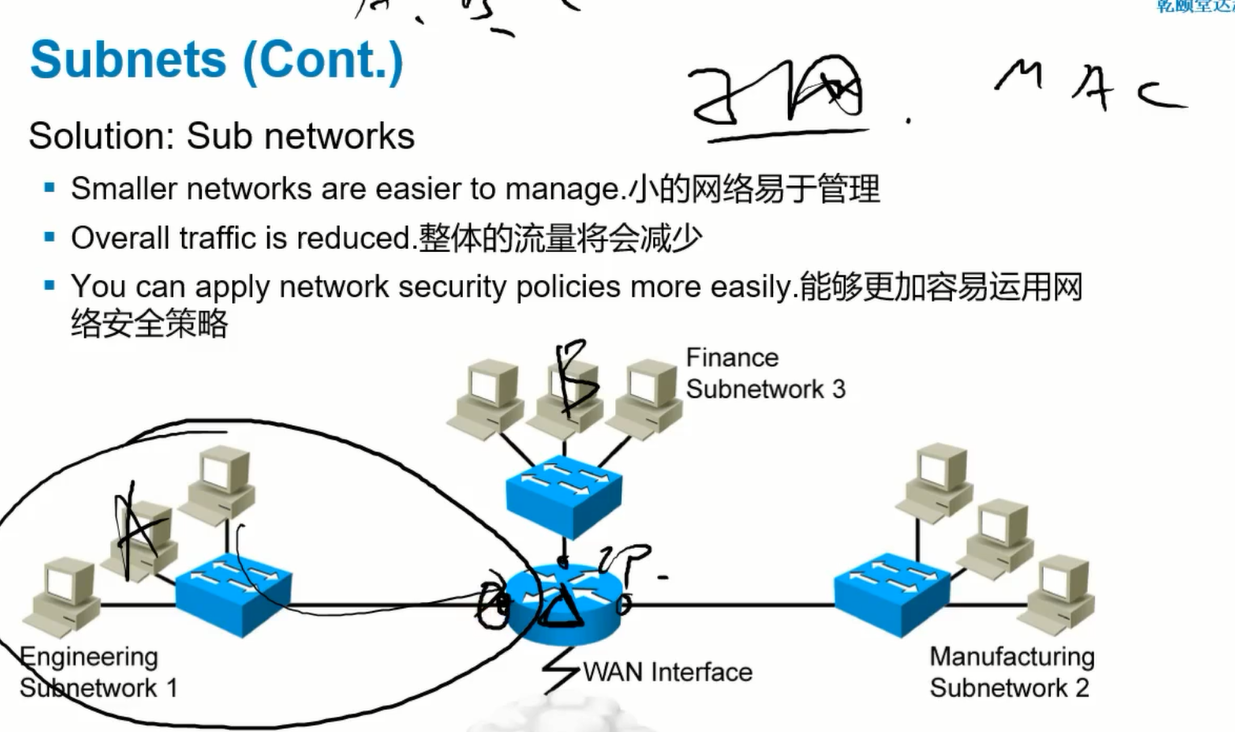 乾颐堂达
Subnets (Cont.)
子网. MAC
Solution: Sub networks
Smaller networks are easier to manage.小的网络易于管理
Overall traffic is reduced.整体的流量将会减少
You can apply network security policies more easily.能够更加容易运用网
络安全策略
B
Finance
Subnetwork 3
A
IP
Engineering
Subnetwork 1
WAN Interface
Manufacturing
Subnetwork 2